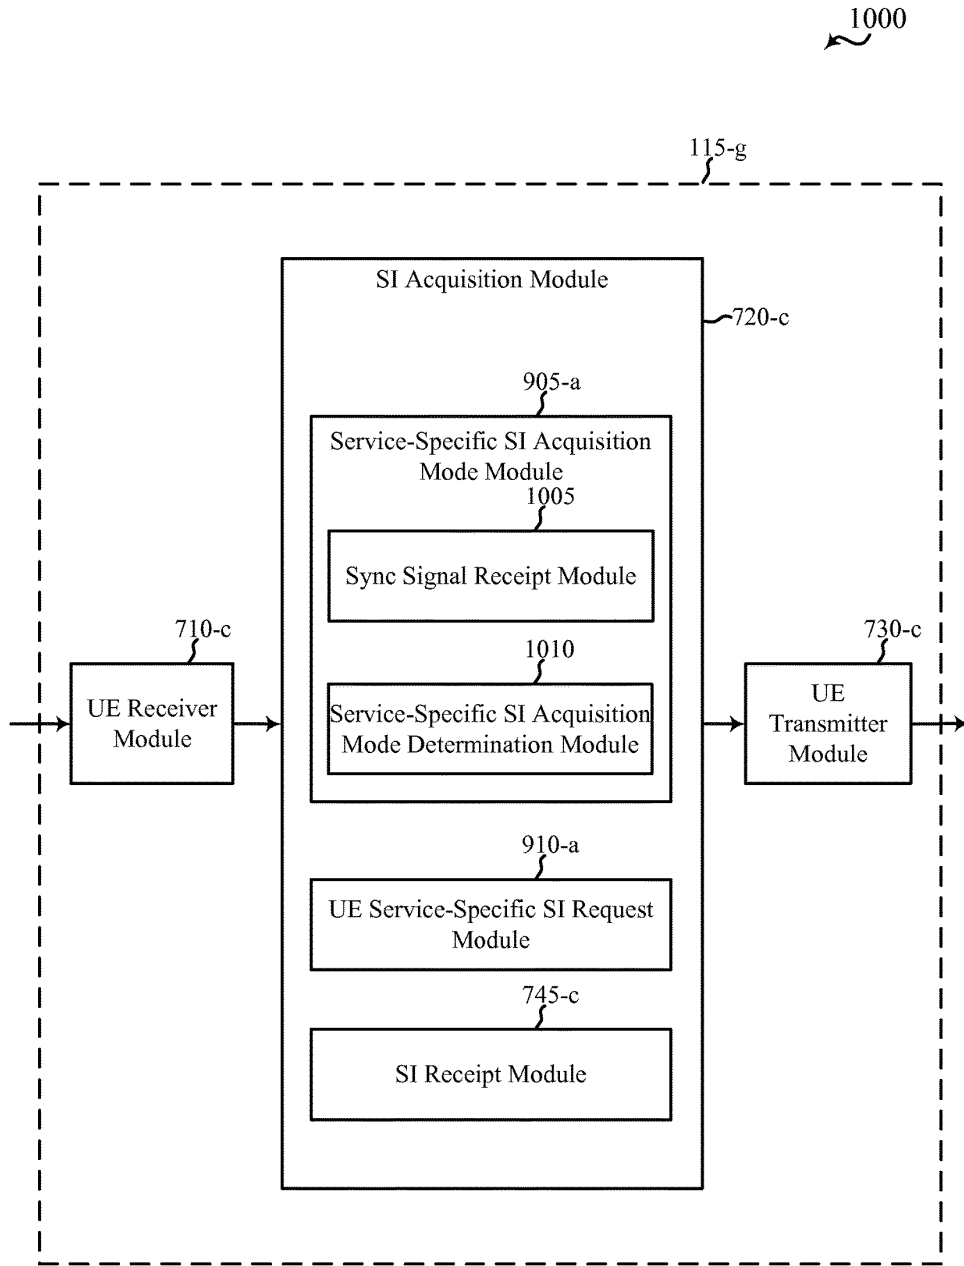 1000
115-g
SI Acquisition Module
720-c
905-a
Service-Specific SI Acquisition
Mode Module
1005
Sync Signal Receipt Module
710-c
UE Receiver
Module
1010
Service-Specific SI Acquisition
Mode Determination Module
730-c
UE
Transmitter
Module
910-a
UE Service-Specific SI Request
Module
745-c
SI Receipt Module